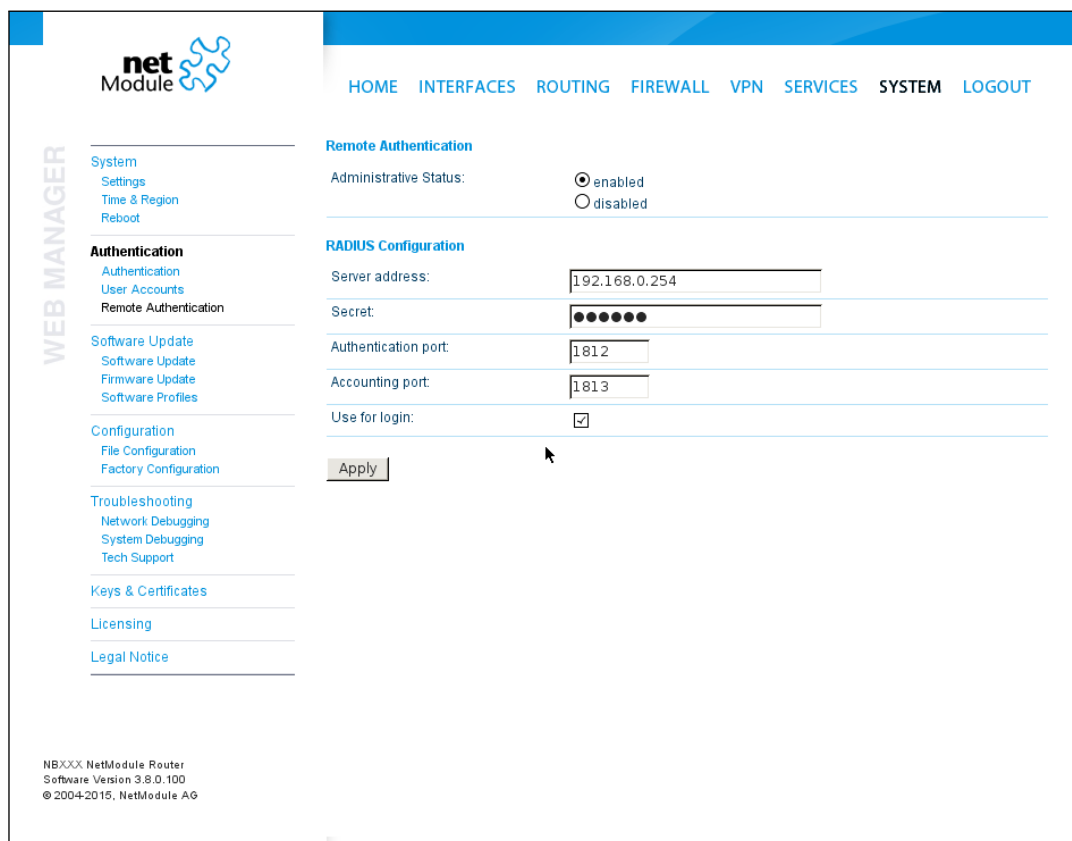 net
Module
HOME INTERFACES ROUTING FIREWALL VPN SERVICES SYSTEM LOGOUT
WEB MANAGER
System
Settings
Time & Region
Reboot
Authentication
Authentication
User Accounts
Remote Authentication
Software Update
Software Update
Firmware Update
Software Profiles
Configuration
File Configuration
Factory Configuration
Troubleshooting
Network Debugging
System Debugging
Tech Support
Keys & Certificates
Licensing
Legal Notice
Remote Authentication
Administrative Status: enabled
disabled
RADIUS Configuration
Server address: 192.168.0.254
Secret: ●●●●●●
Authentication port: 1812
Accounting port: 1813
Use for login:
Apply
NBXXX NetModule Router
Software Version 3.8.0.100
© 2004-2015, NetModule AG